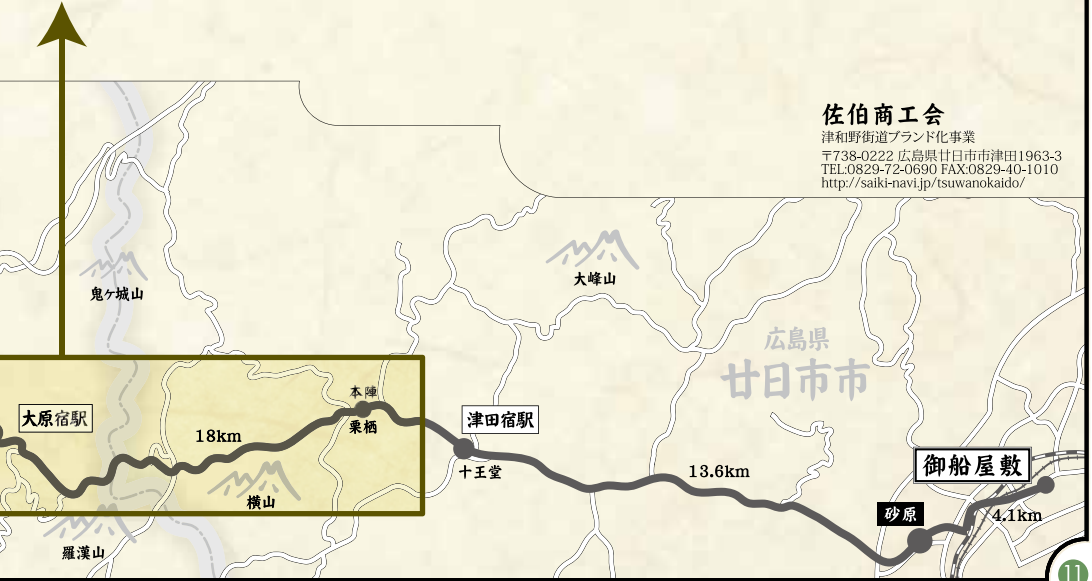 佐伯商工会
津和野街道ブランド化事業
〒738-0222 広島県廿日市市津田1963-3
TEL:0829-72-0690 FAX:0829-40-1010
http://saiki-navi.jp/tsuwanokaido/
鬼ケ城山
大峰山
広島県
廿日市市
大原宿駅
18km
本陣
栗栖
津田宿駅
十王堂
横山
羅漢山
13.6km
御船屋敷
砂原
4.1km
11